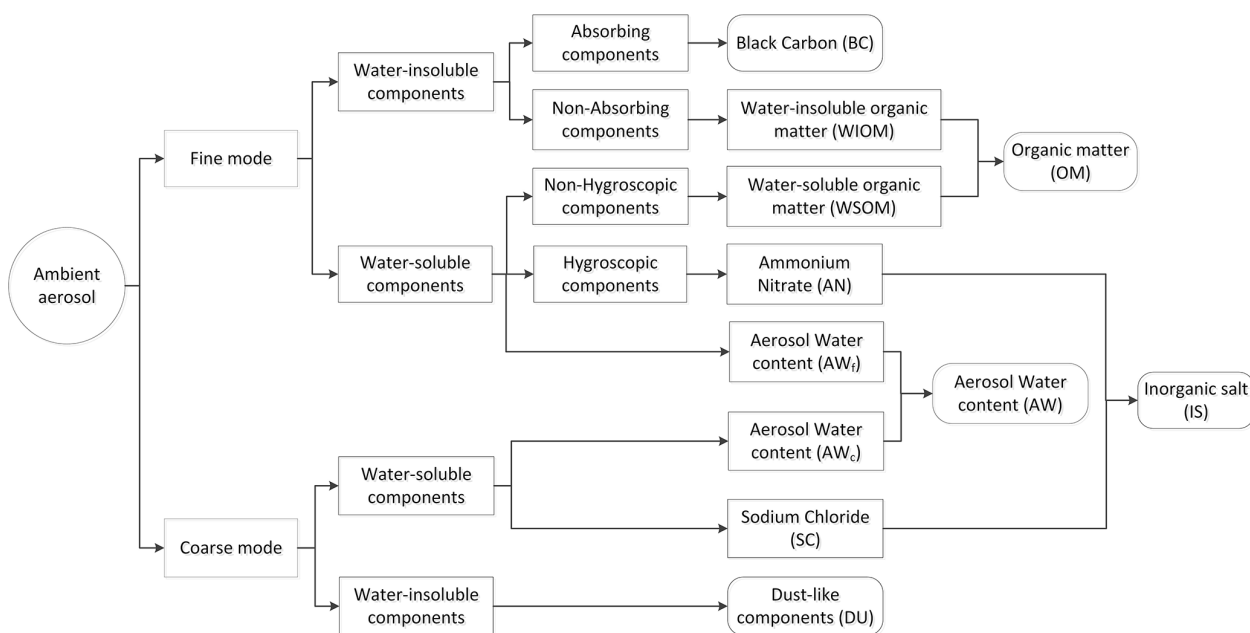 Absorbing
components
Black Carbon (BC)
Water-insoluble
components
Non-Absorbing
components
Water-insoluble organic
matter (WIOM)
Fine mode
Organic matter
(OM)
Non-Hygroscopic
components
Water-soluble organic
matter (WSOM)
Ambient
aerosol
Water-soluble
components
Hygroscopic
components
Ammonium
Nitrate (AN)
Aerosol Water
content (AWf)
Aerosol Water
content (AW)
Inorganic salt
(IS)
Aerosol Water
content (AWc)
Water-soluble
components
Sodium Chloride
(SC)
Coarse mode
Water-insoluble
components
Dust-like
components (DU)